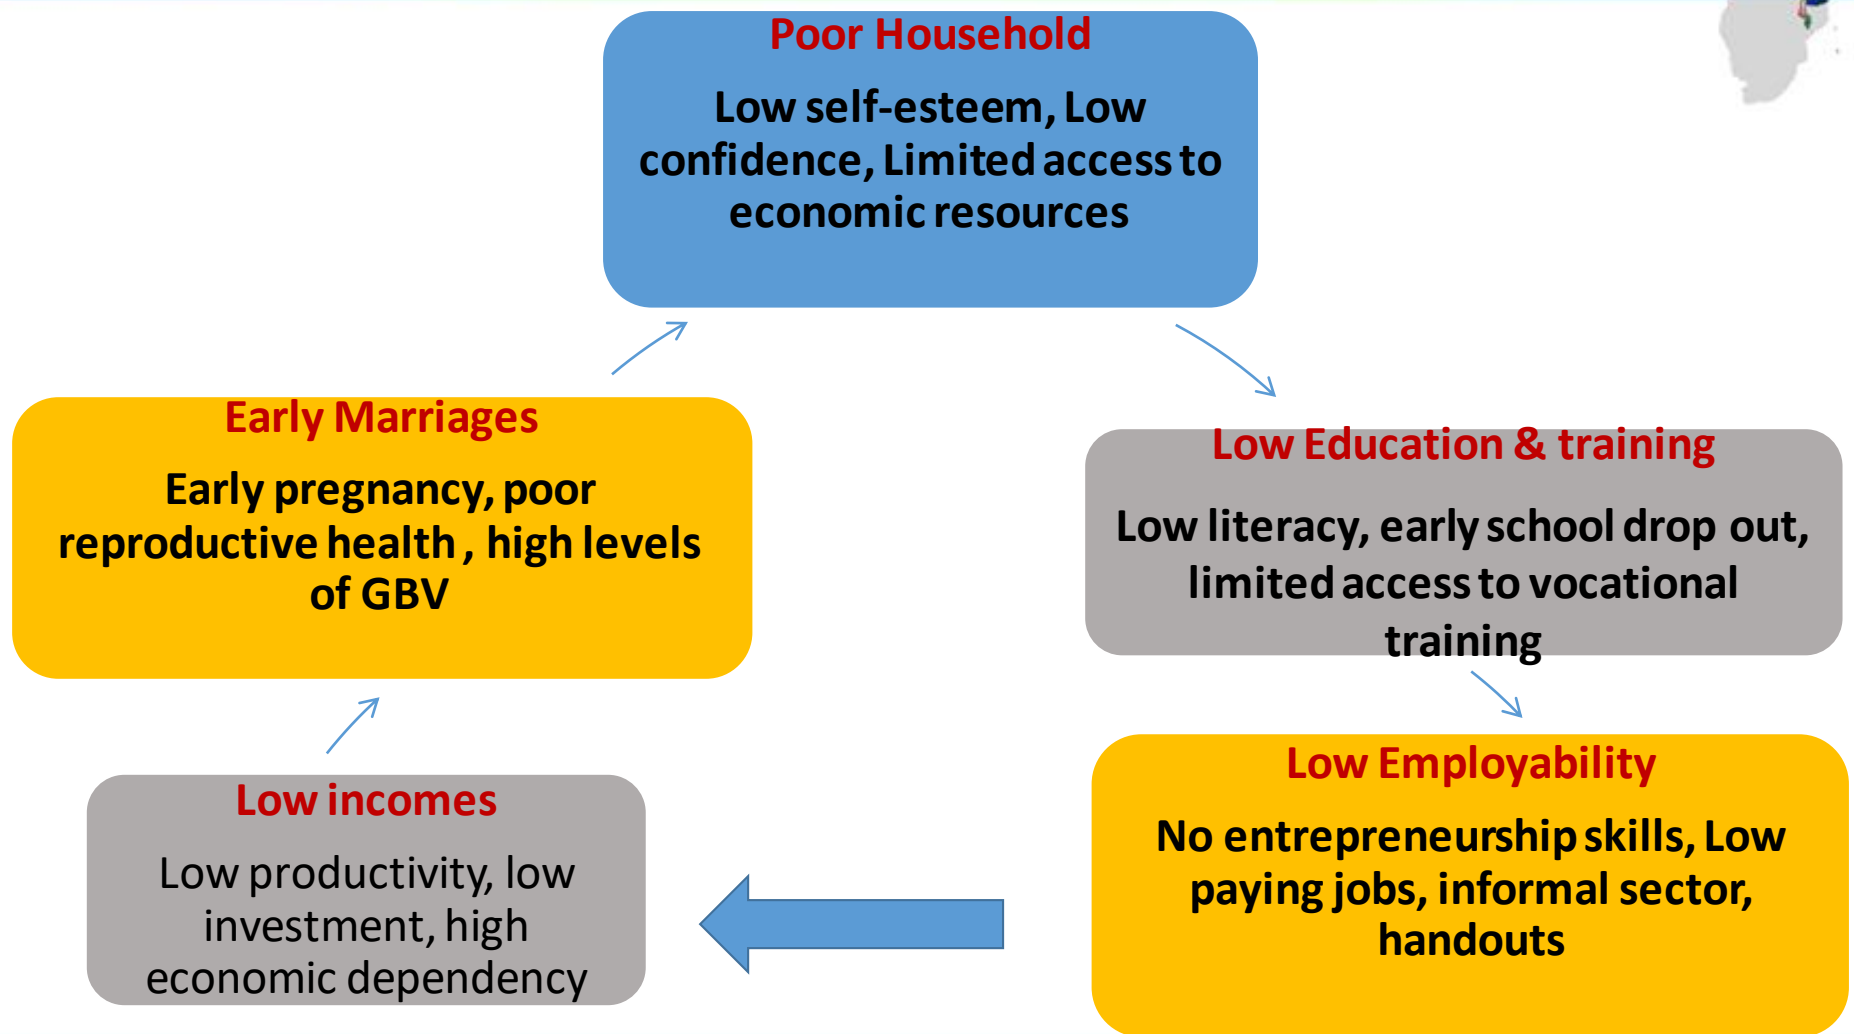 Poor Household
Low self-esteem, Low
confidence, Limited access to
economic resources
Early Marriages
Early pregnancy, poor
reproductive health , high levels
of GBV
Low Education & training
Low literacy, early school drop out,
limited access to vocational
training
Low Employability
No entrepreneurship skills, Low
paying jobs, informal sector,
handouts
Low incomes
Low productivity, low
investment, high
economic dependency